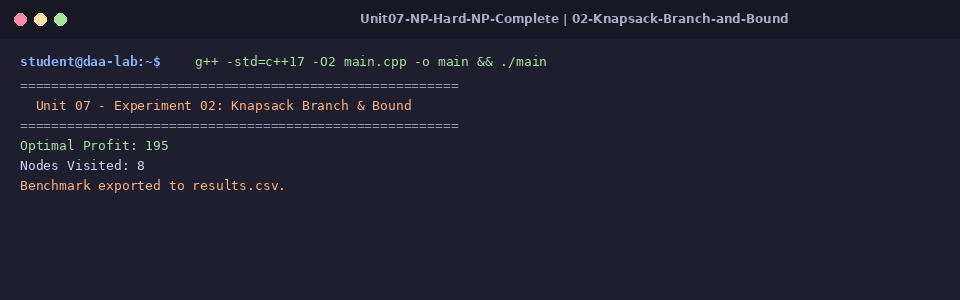 Unit07-NP-Hard-NP-Complete | 02-Knapsack-Branch-and-Bound
student@daa-lab:~$ g++ -std=c++17 -O2 main.cpp -o main && ./main
========================================================
Unit 07 - Experiment 02: Knapsack Branch & Bound
========================================================
Optimal Profit: 195
Nodes Visited: 8
Benchmark exported to results.csv.